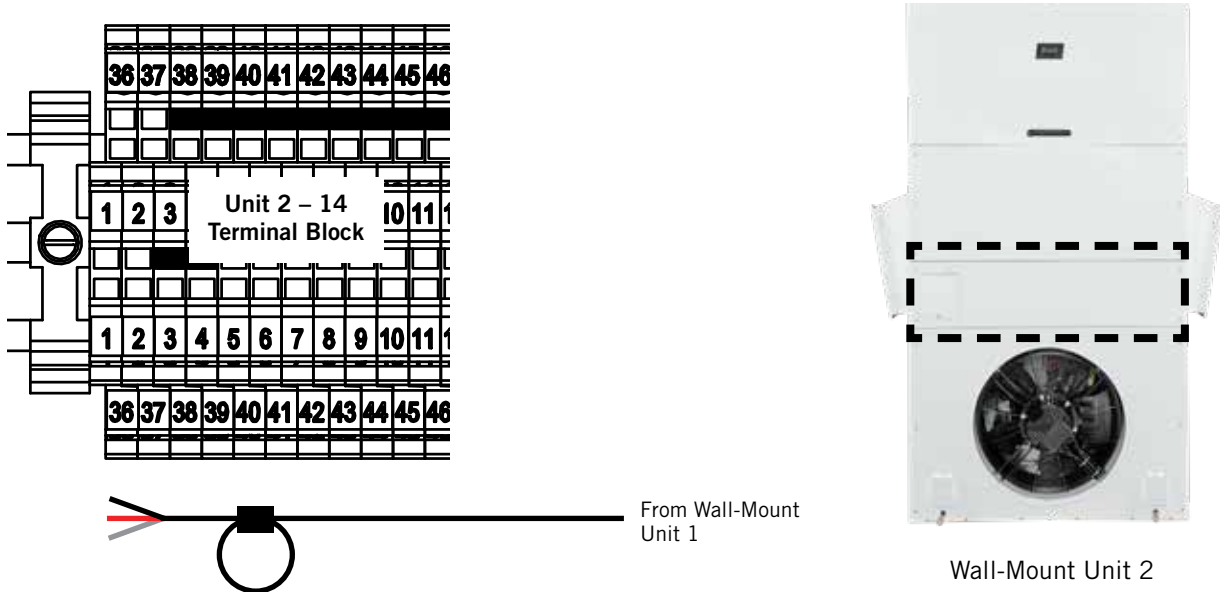 36 37 38 39 40 41 42 43 44 45 46
1 2 3 10 11
Unit 2 – 14
Terminal Block
1 2 3 4 5 6 7 8 9 10 11
36 37 38 39 40 41 42 43 44 45 46
From Wall-Mount
Unit 1
Wall-Mount Unit 2